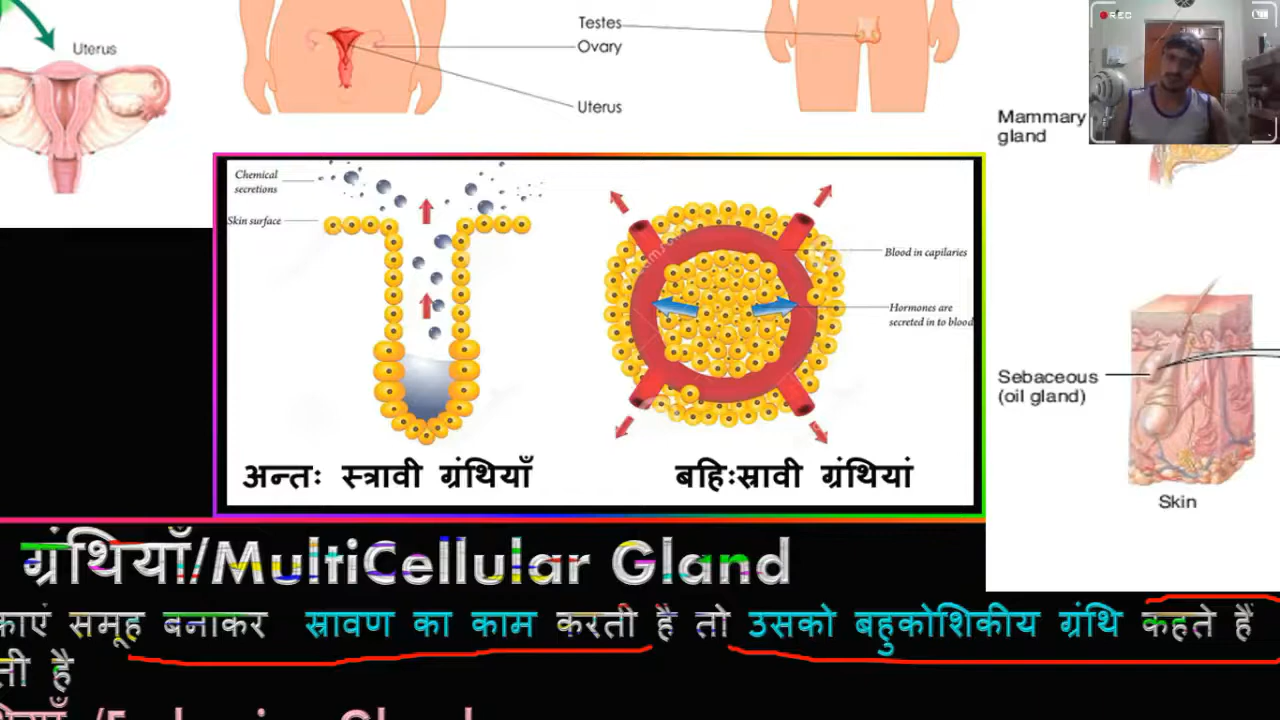 Uterus
Testes
Ovary
Uterus
REC
Mammary
gland
Chemical
secretions
Skin surface
Blood in capilaries
Hormones are
secreted in to blood
अन्तः स्त्रावी ग्रंथियाँ
बहिःस्रावी ग्रंथियां
Sebaceous
(oil gland)
Skin
ग्रंथियाँ/MultiCellular Gland
समूह बनाकर स्रावण का काम करती है तो उसको बहुकोशिकीय ग्रंथि कहते हैं
है